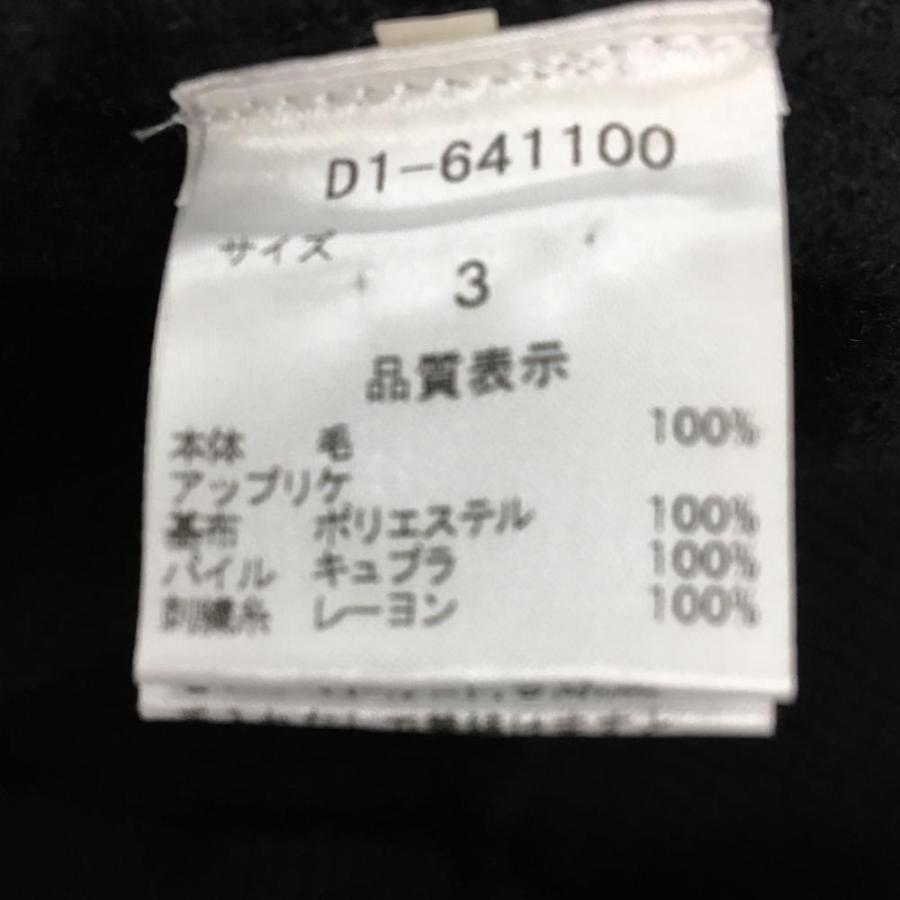 D1-641100
サイズ
3
品質表示
本体 毛 100%
アップリケ
基布 ポリエステル 100%
パイル キュプラ 100%
刺繍糸 レーヨン 100%